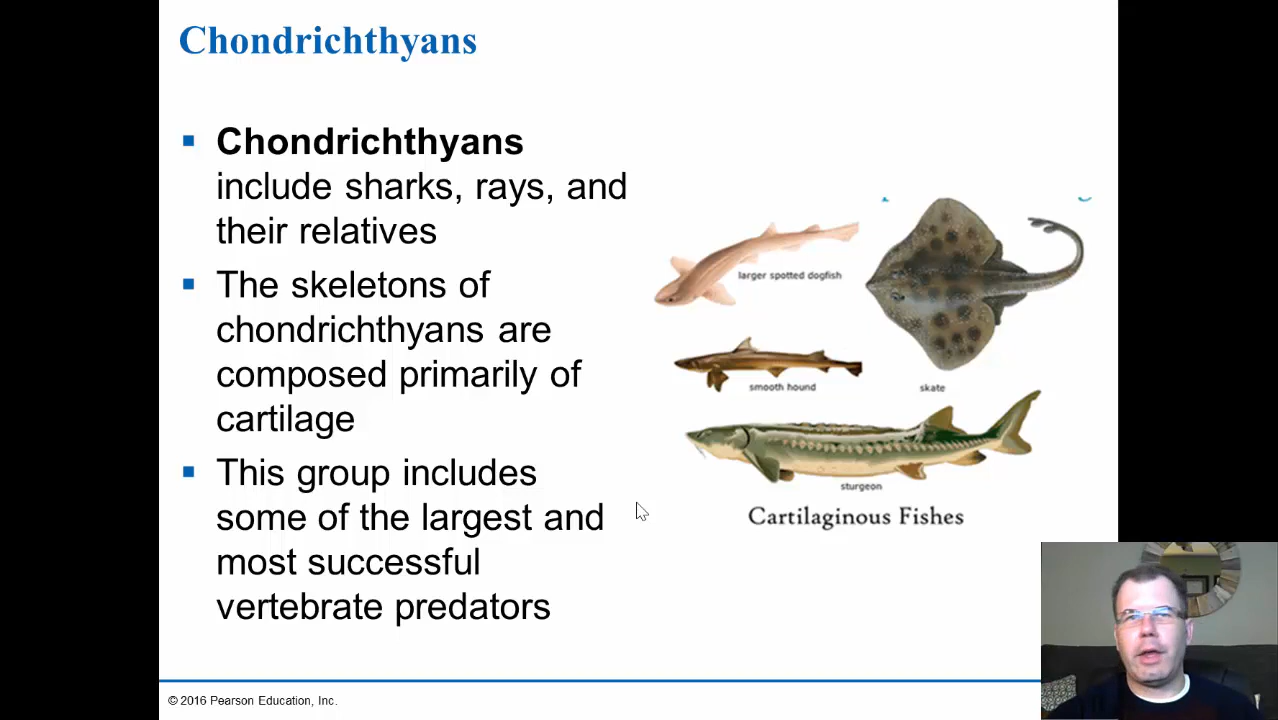 Chondrichthyans
Chondrichthyans
include sharks, rays, and
their relatives
The skeletons of
chondrichthyans are
composed primarily of
cartilage
This group includes
some of the largest and
most successful
vertebrate predators
larger spotted dogfish
smooth hound
skate
sturgeon
Cartilaginous Fishes
© 2016 Pearson Education, Inc.